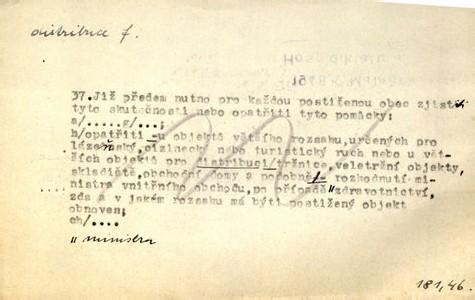 distribuce f.
37. Již předem nutno pro každou postiženou obec zjistiti
tyto skutečnosti nebo opatřiti tyto pomůcky:
a/....g/...;
h/opatřiti -u objektů většího rozsahu, určených pro
lázeňský, cizinecký nebo turistický ruch nebo u vět-
ších objektů pro distribuci/tržnice, veletržní objekty,
skladiště, obchodní domy a podobně/- rozhodnutí mi-
nistra vnitřního obchodu, po případě "zdravotnictví,
zda a v jakém rozsahu má býti postižený objekt
obnoven;
ch/....
" ministra
181,46.